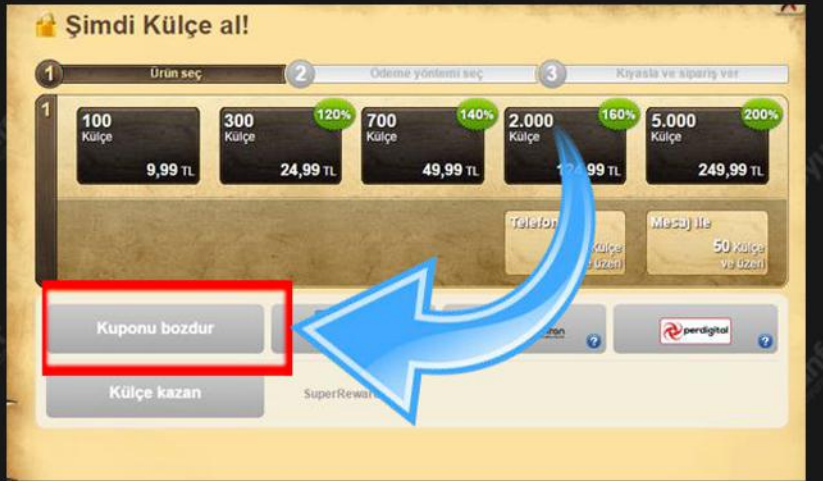 Şimdi Külçe al!
1 Ürün seç 2 Ödeme yöntemi seç 3 Kıyasla ve sipariş ver
1
100
Külçe
9,99 TL
300
Külçe
120%
24,99 TL
700
Külçe
140%
49,99 TL
2.000
Külçe
160%
99 TL
5.000
Külçe
200%
249,99 TL
Külçe
ve üzeri
Mesaj ile
50 Külçe
ve üzeri
Kuponu bozdur
? perdigital ?
Külçe kazan